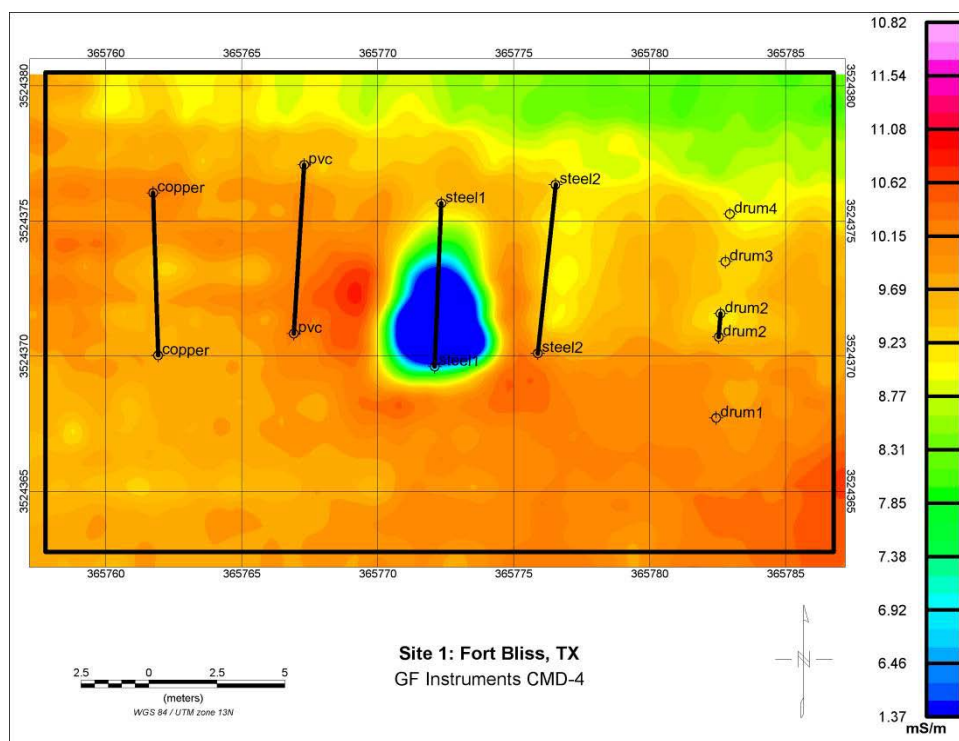 10.82
365760 365765 365770 365775 365780 365785
11.54
3524380 3524380
11.08
pvc
10.62
copper steel2
steel1
3524375 drum4 3524375
10.15
drum3
9.69
drum2
pvc drum2
9.23
copper steel1 steel2
3524370 3524370
8.77
drum1
8.31
3524365 3524365
7.85
7.38
365760 365765 365770 365775 365780 365785
6.92
Site 1: Fort Bliss, TX
2.5 0 2.5 5
GF Instruments CMD-4
N
6.46
(meters)
WGS 84 / UTM zone 13N
1.37
mS/m